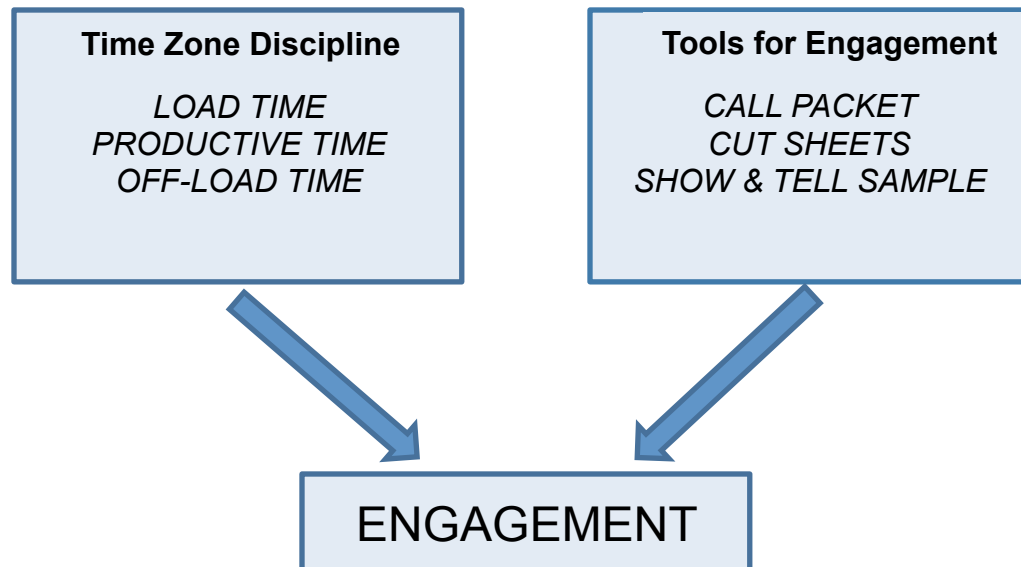 Time Zone Discipline
LOAD TIME
PRODUCTIVE TIME
OFF-LOAD TIME
Tools for Engagement
CALL PACKET
CUT SHEETS
SHOW & TELL SAMPLE
ENGAGEMENT